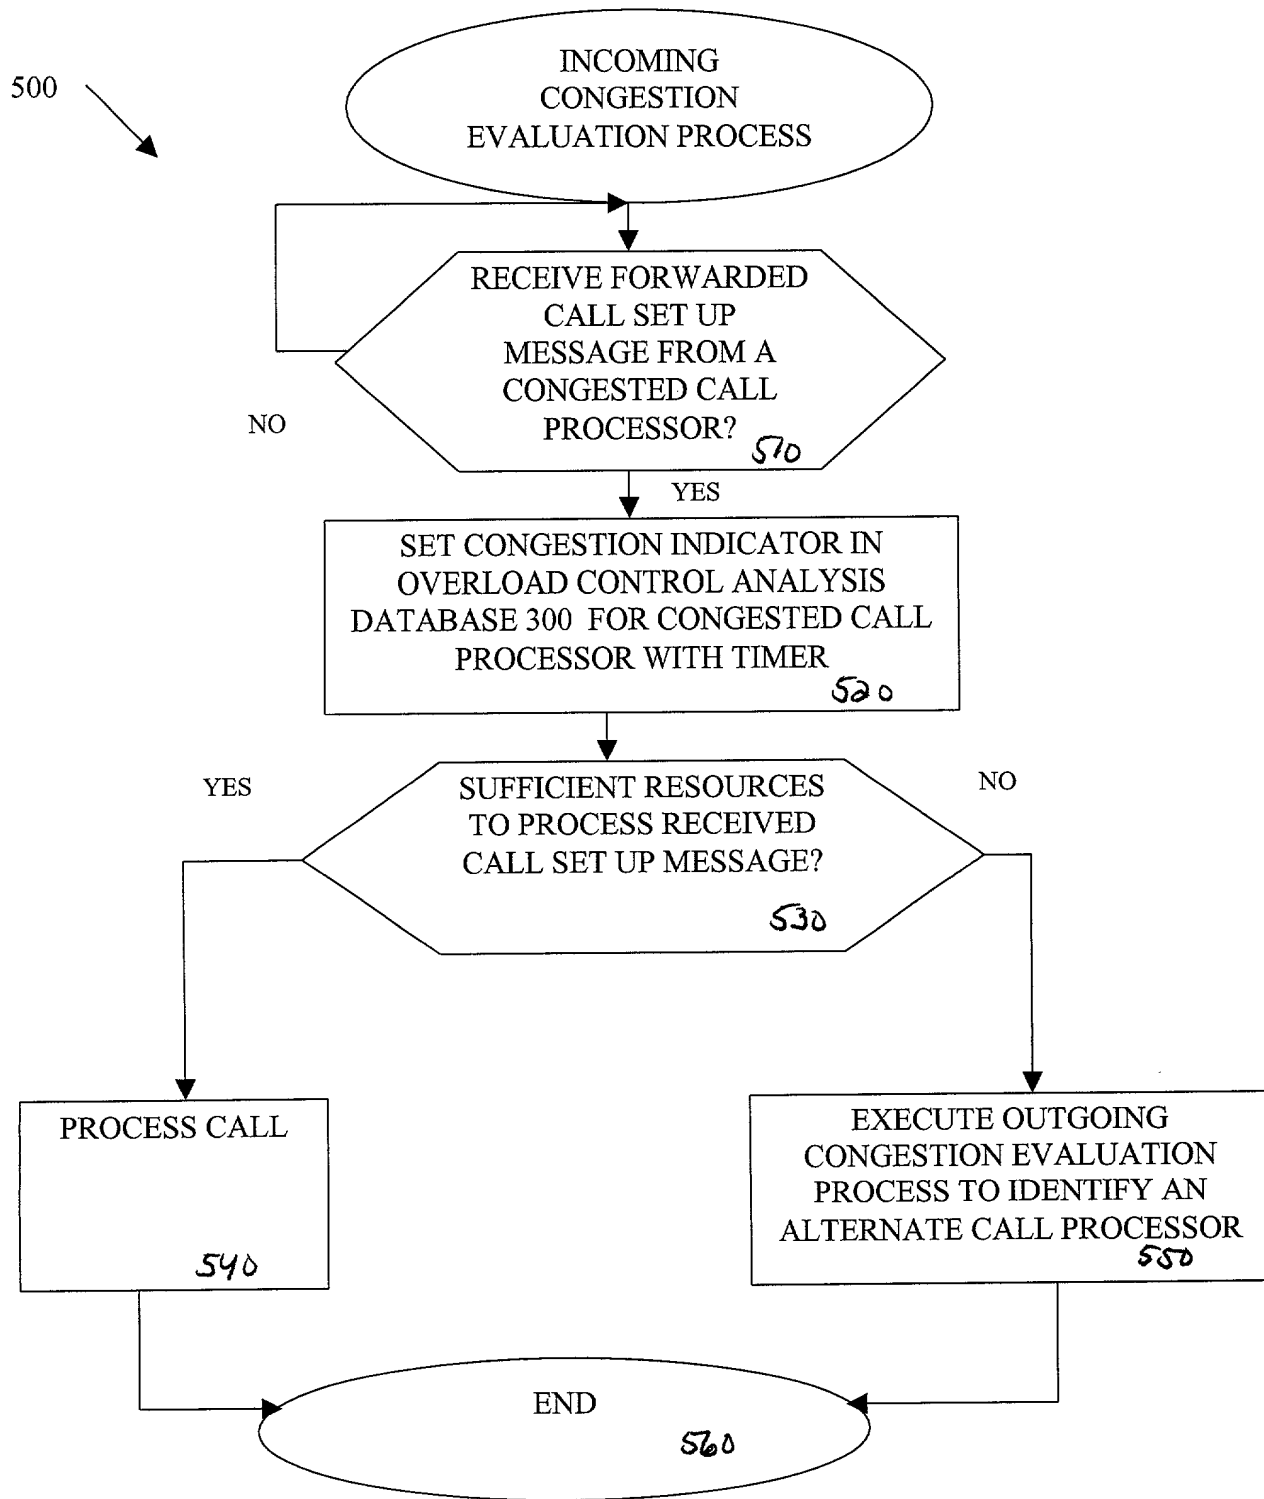 500
INCOMING
CONGESTION
EVALUATION PROCESS
RECEIVE FORWARDED
CALL SET UP
MESSAGE FROM A
CONGESTED CALL
PROCESSOR?
510
NO
YES
SET CONGESTION INDICATOR IN
OVERLOAD CONTROL ANALYSIS
DATABASE 300 FOR CONGESTED CALL
PROCESSOR WITH TIMER
520
YES
SUFFICIENT RESOURCES
TO PROCESS RECEIVED
CALL SET UP MESSAGE?
530
NO
PROCESS CALL
540
EXECUTE OUTGOING
CONGESTION EVALUATION
PROCESS TO IDENTIFY AN
ALTERNATE CALL PROCESSOR
550
END
560